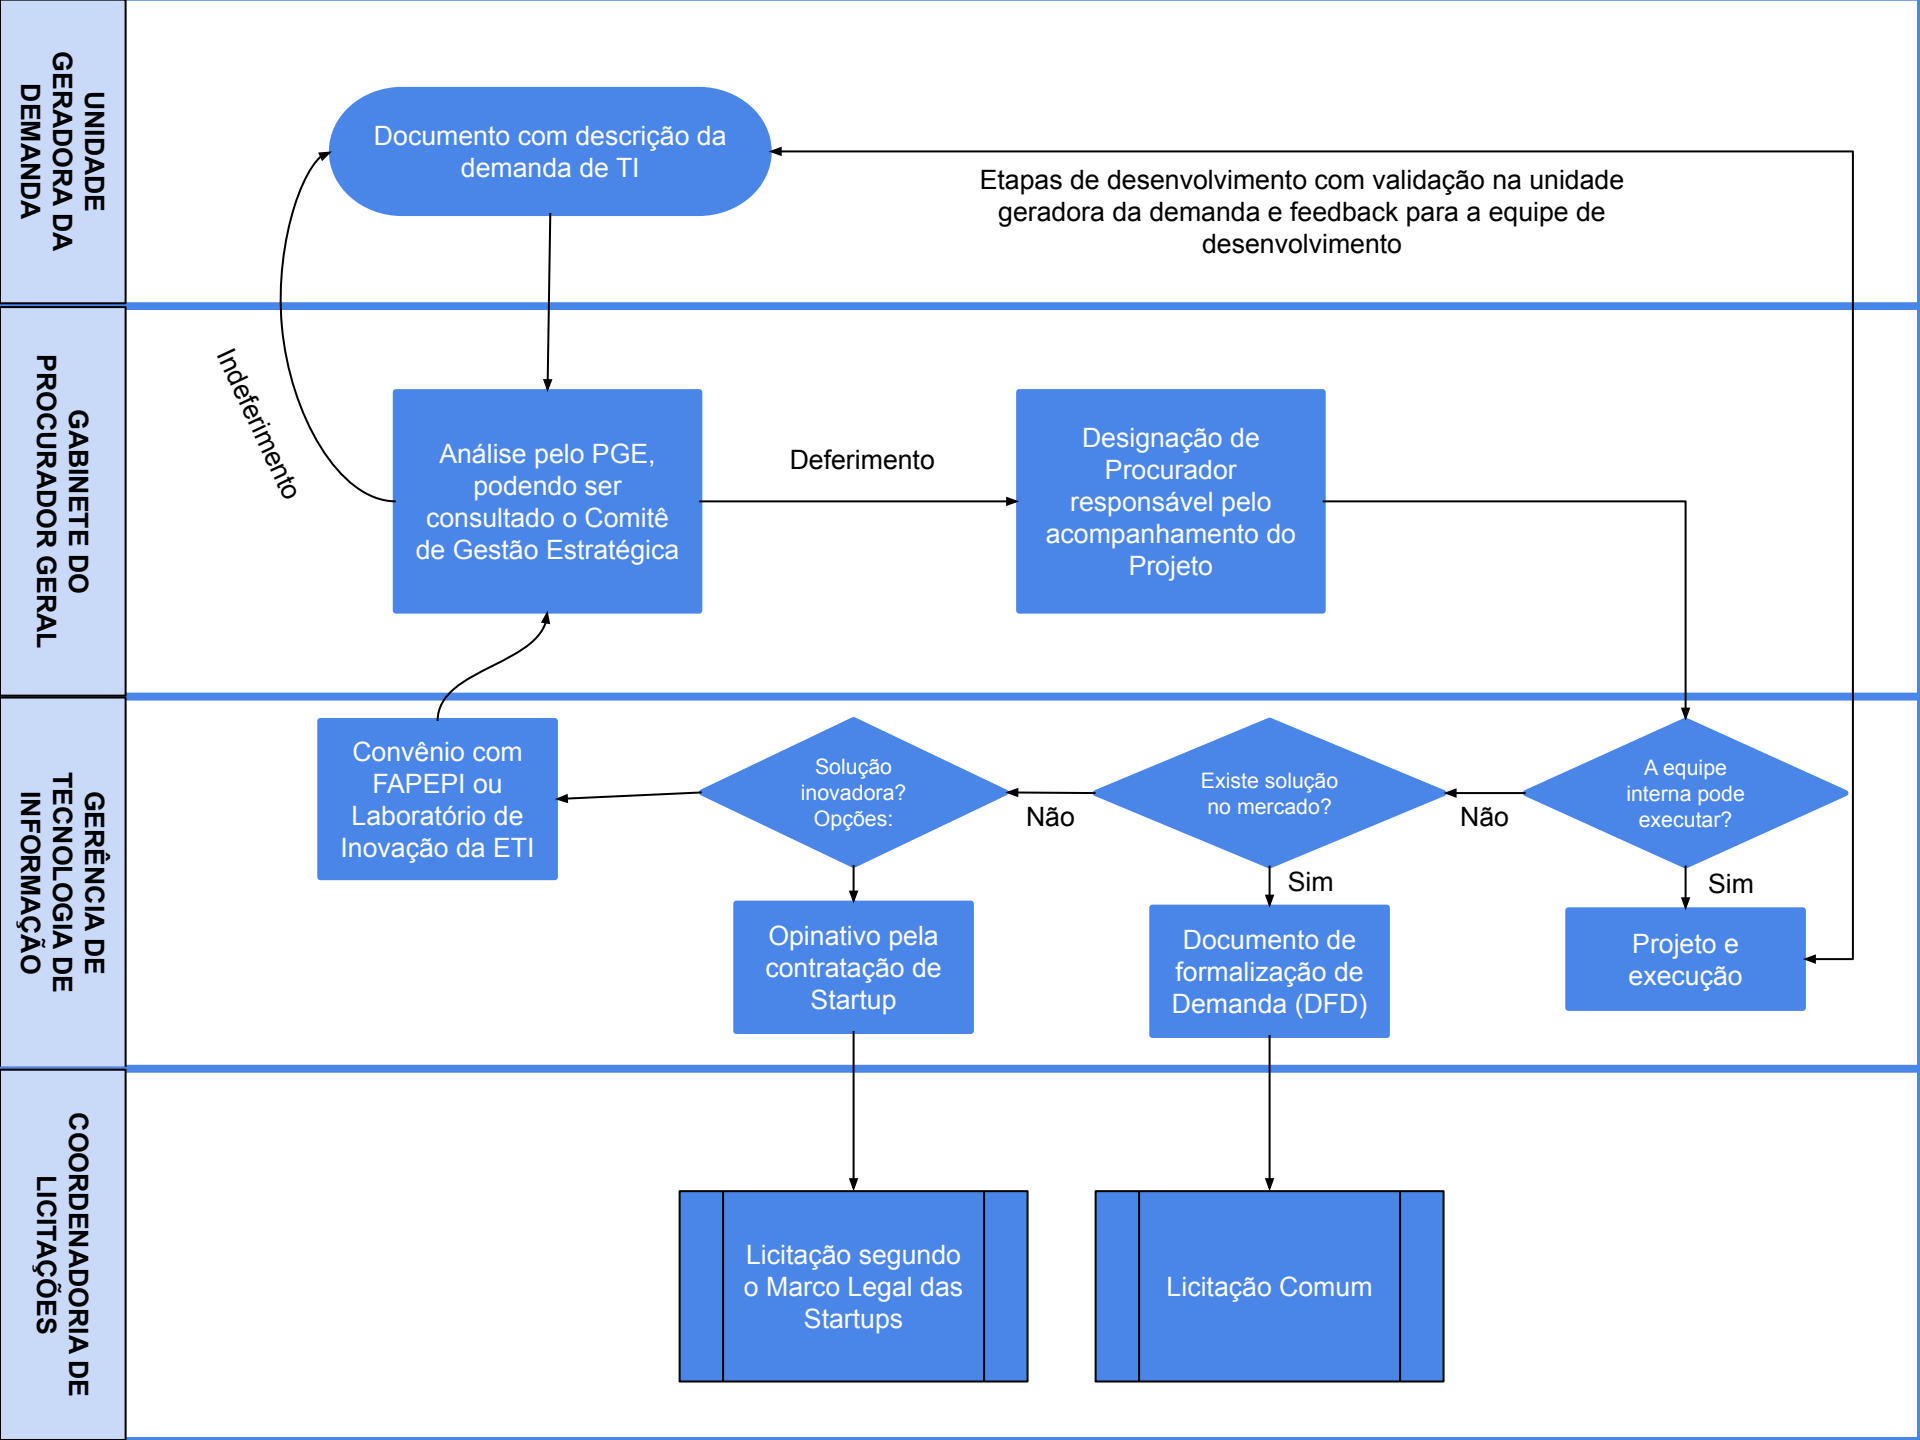 UNIDADE
GERADORA DA
DEMANDA
Documento com descrição da
demanda de TI
Etapas de desenvolvimento com validação na unidade
geradora da demanda e feedback para a equipe de
desenvolvimento
GABINETE DO
PROCURADOR GERAL
Indeferimento
Análise pelo PGE,
podendo ser
consultado o Comitê
de Gestão Estratégica
Deferimento
Designação de
Procurador
responsável pelo
acompanhamento do
Projeto
GERÊNCIA DE
TECNOLOGIA DE
INFORMAÇÃO
Convênio com
FAPEPI ou
Laboratório de
Inovação da ETI
Solução
inovadora?
Opções:
Não
Existe solução
no mercado?
Não
A equipe
interna pode
executar?
Sim
Sim
Opinativo pela
contratação de
Startup
Documento de
formalização de
Demanda (DFD)
Projeto e
execução
COORDENADORIA DE
LICITAÇÕES
Licitação segundo
o Marco Legal das
Startups
Licitação Comum